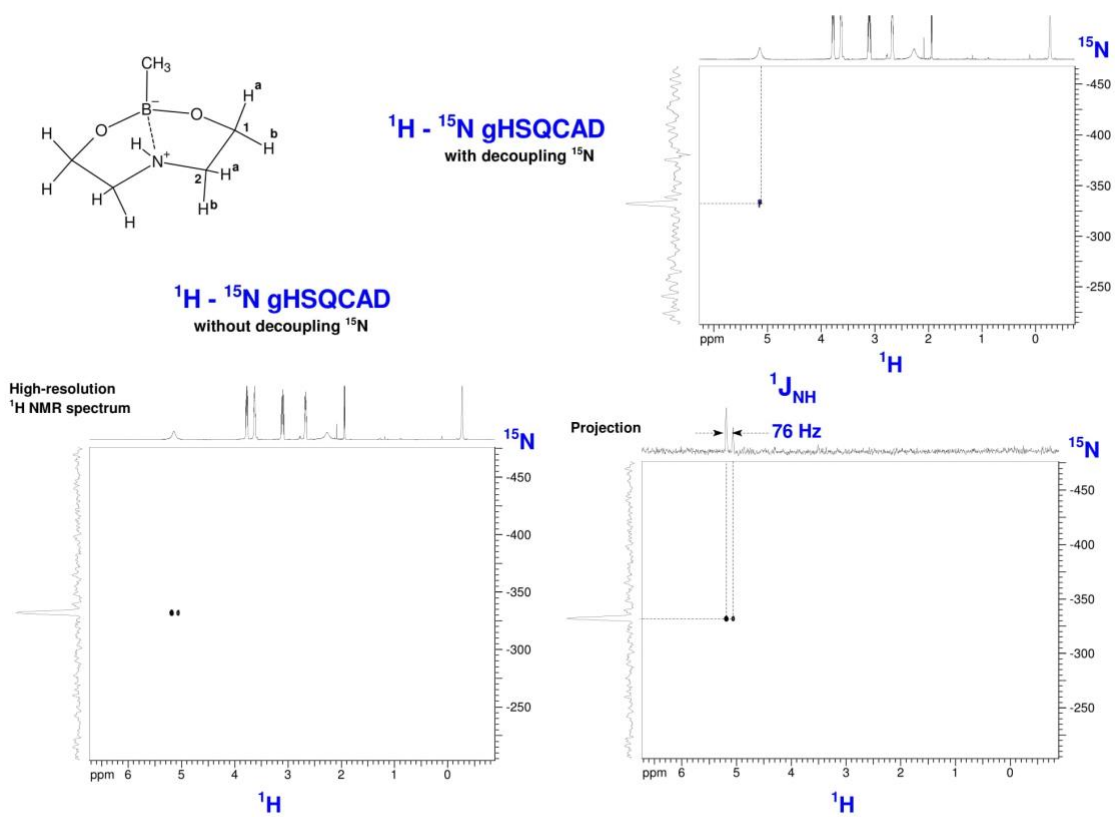 CH3
H a
B−
O
O
1
H b
H
H
N+
2
H a
H
H
H
H b
H
1H - 15N gHSQCAD
with decoupling 15N
15N
-450
-400
-350
-300
-250
ppm 5 4 3 2 1 0
1H
1H - 15N gHSQCAD
without decoupling 15N
High-resolution
1H NMR spectrum
15N
-450
-400
-350
-300
-250
ppm 6 5 4 3 2 1 0
1H
1JNH
Projection
76 Hz
15N
-450
-400
-350
-300
-250
ppm 6 5 4 3 2 1 0
1H